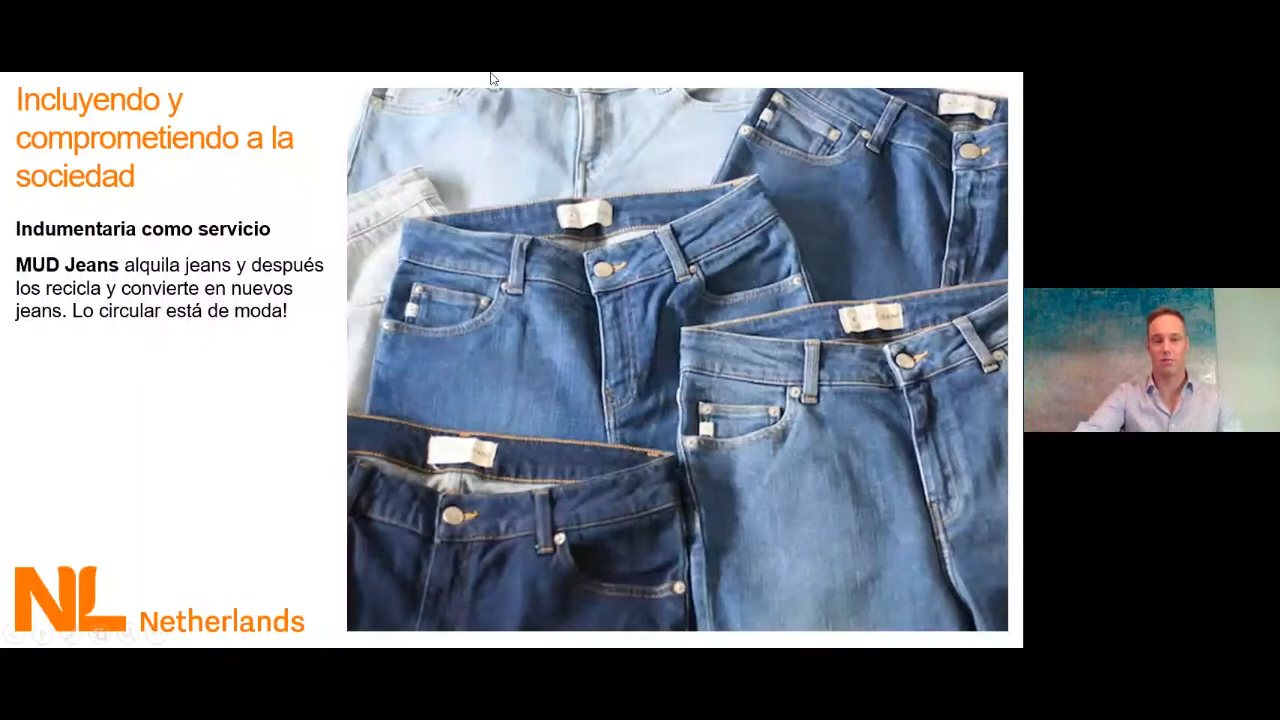 Incluyendo y
comprometiendo a la
sociedad
Indumentaria como servicio
MUD Jeans alquila jeans y después
los recicla y convierte en nuevos
jeans. Lo circular está de moda!
NL Netherlands